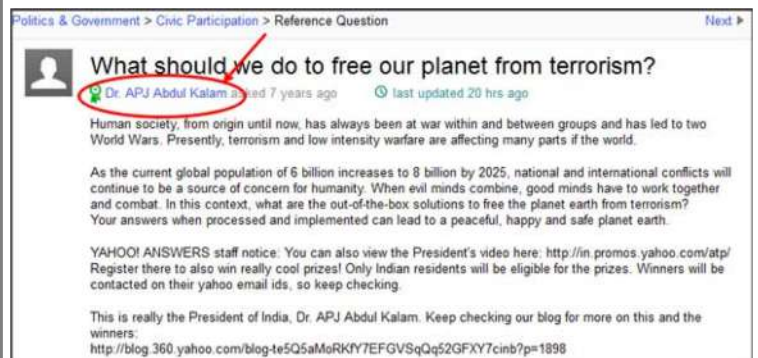 Politics & Government > Civic Participation > Reference Question Next
What should we do to free our planet from terrorism?
Dr. APJ Abdul Kalam asked 7 years ago last updated 20 hrs ago
Human society, from origin until now, has always been at war within and between groups and has led to two
World Wars. Presently, terrorism and low intensity warfare are affecting many parts if the world.
As the current global population of 6 billion increases to 8 billion by 2025, national and international conflicts will
continue to be a source of concern for humanity. When evil minds combine, good minds have to work together
and combat. In this context, what are the out-of-the-box solutions to free the planet earth from terrorism?
Your answers when processed and implemented can lead to a peaceful, happy and safe planet earth.
YAHOO! ANSWERS staff notice: You can also view the President's video here: http://in.promos.yahoo.com/atp/
Register there to also win really cool prizes! Only Indian residents will be eligible for the prizes. Winners will be
contacted on their yahoo email ids, so keep checking.
This is really the President of India, Dr. APJ Abdul Kalam. Keep checking our blog for more on this and the
winners:
http://blog.360.yahoo.com/blog-te5Q5aMoRKfY7EFGVSqQq52GFXY7cinb?p=1898